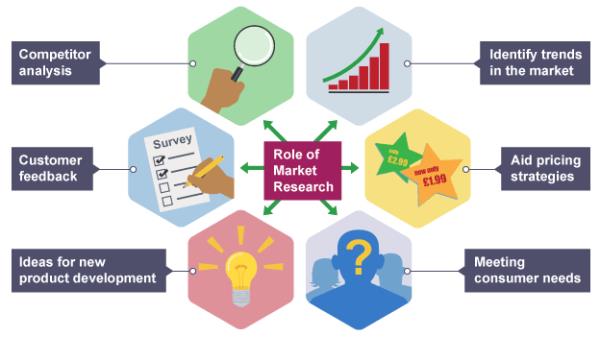 Competitor
analysis
Identify trends
in the market
Survey
Customer
feedback
Role of
Market
Research
only
£2.99
now only
£1.99
Aid pricing
strategies
Ideas for new
product development
?
Meeting
consumer needs